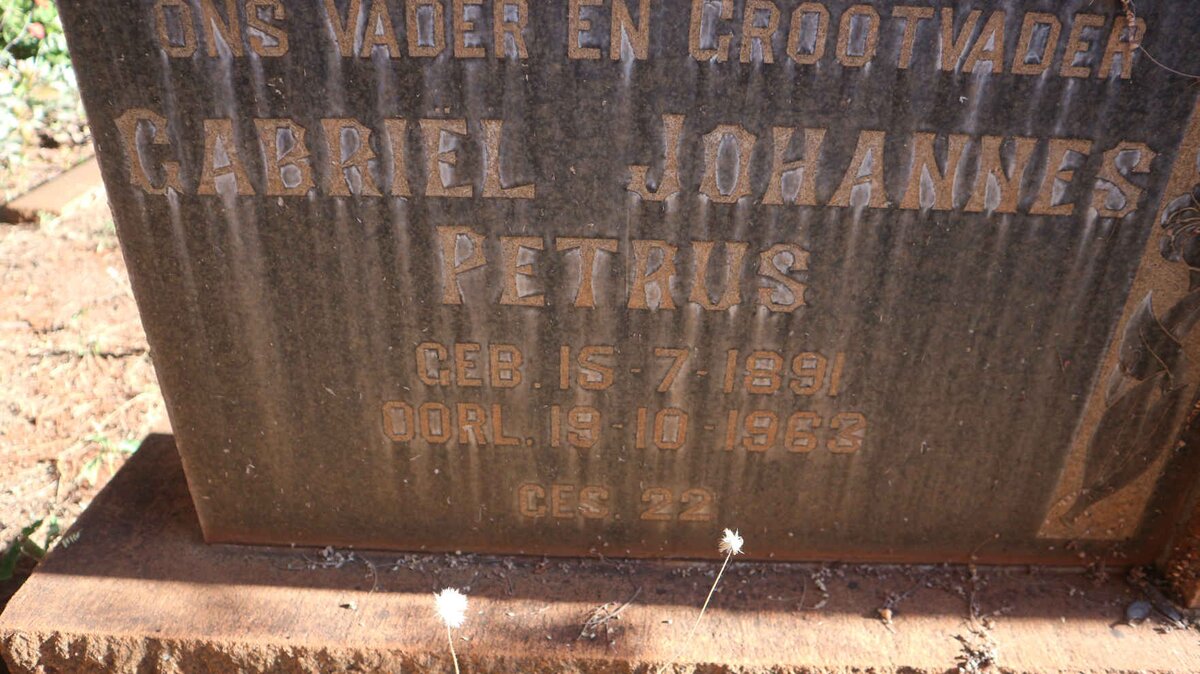 ONS VADER EN GROOTVADER
GABRIËL JOHANNES
PETRUS
GEB. 15-7-1891
OORL. 19-10-1963
GES. 22